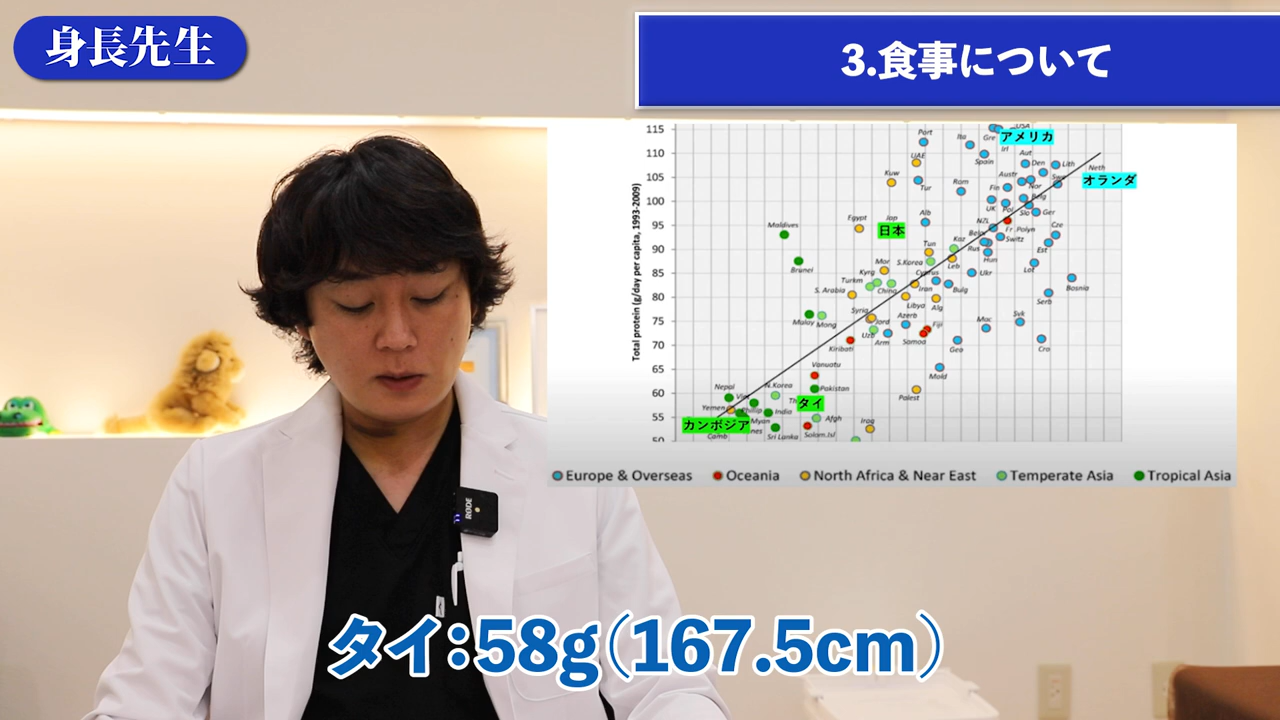 身長先生
3.食事について
115
110
105
100
95
90
85
80
75
70
65
60
55
50
Total protein (g/day per capita, 1993-2009)
USA
アメリカ
Port
Ita
Gre
Irl
Spain
Aut
UAE
Den
Lith
Neth
オランダ
Kuw
Tur
Rom
Fin
Austr
Nor
Belg
UK
Pol
Slo
Ger
Maldives
Egypt
Jap
日本
Alb
NZL
Fr
Polyn
Cze
Switz
Est
Tun
Kaz
Rus
Hun
Leb
Brunei
Mor
S.Korea
Kyrg
Cyprus
Turkm
China
Iran
Ukr
Bulg
Bosnia
Serb
S. Arabia
Libya
Alg
Malay
Mong
Syria
Jord
Azerb
Fiji
Mac
Svk
Uzb
Arm
Samoa
Geo
Cro
Kiribati
Vanuatu
Mold
Nepal
N.Korea
Pakistan
Palest
Yemen
India
タイ
Afgh
Iraq
カンボジア
Myan
Camb
Sri Lanka
Solom.Isl
Europe & Overseas Oceania North Africa & Near East Temperate Asia Tropical Asia
RODE
タイ：58g（167.5cm）